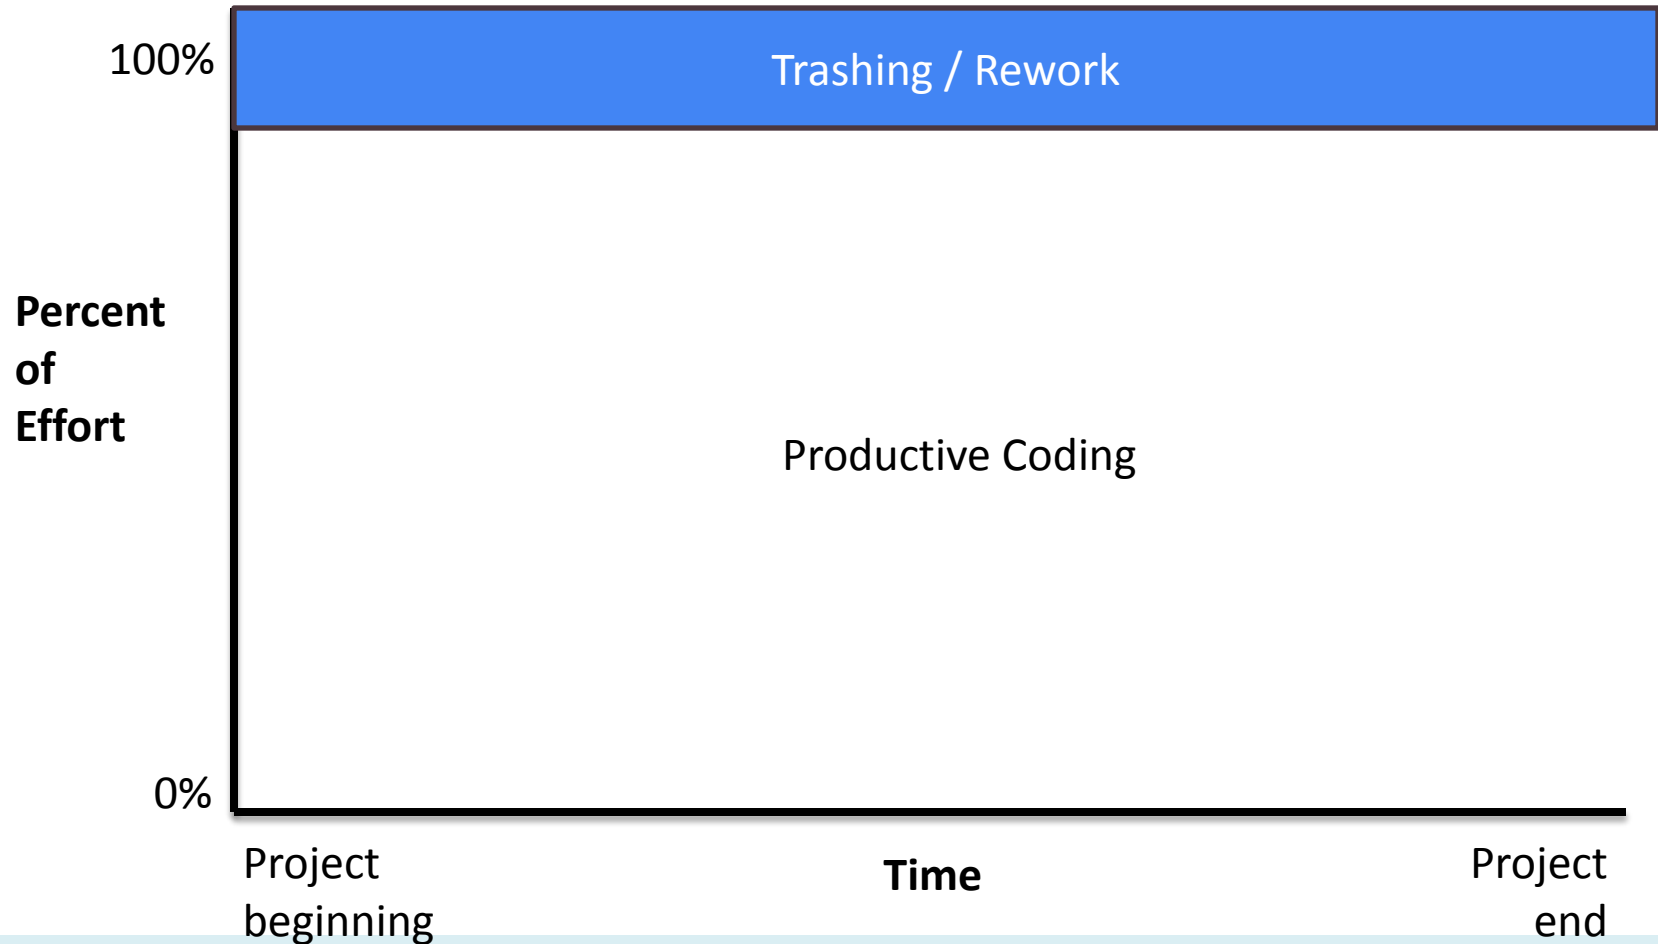 100%
Trashing / Rework
Percent
of
Effort
Productive Coding
0%
Project
beginning
Time
Project
end